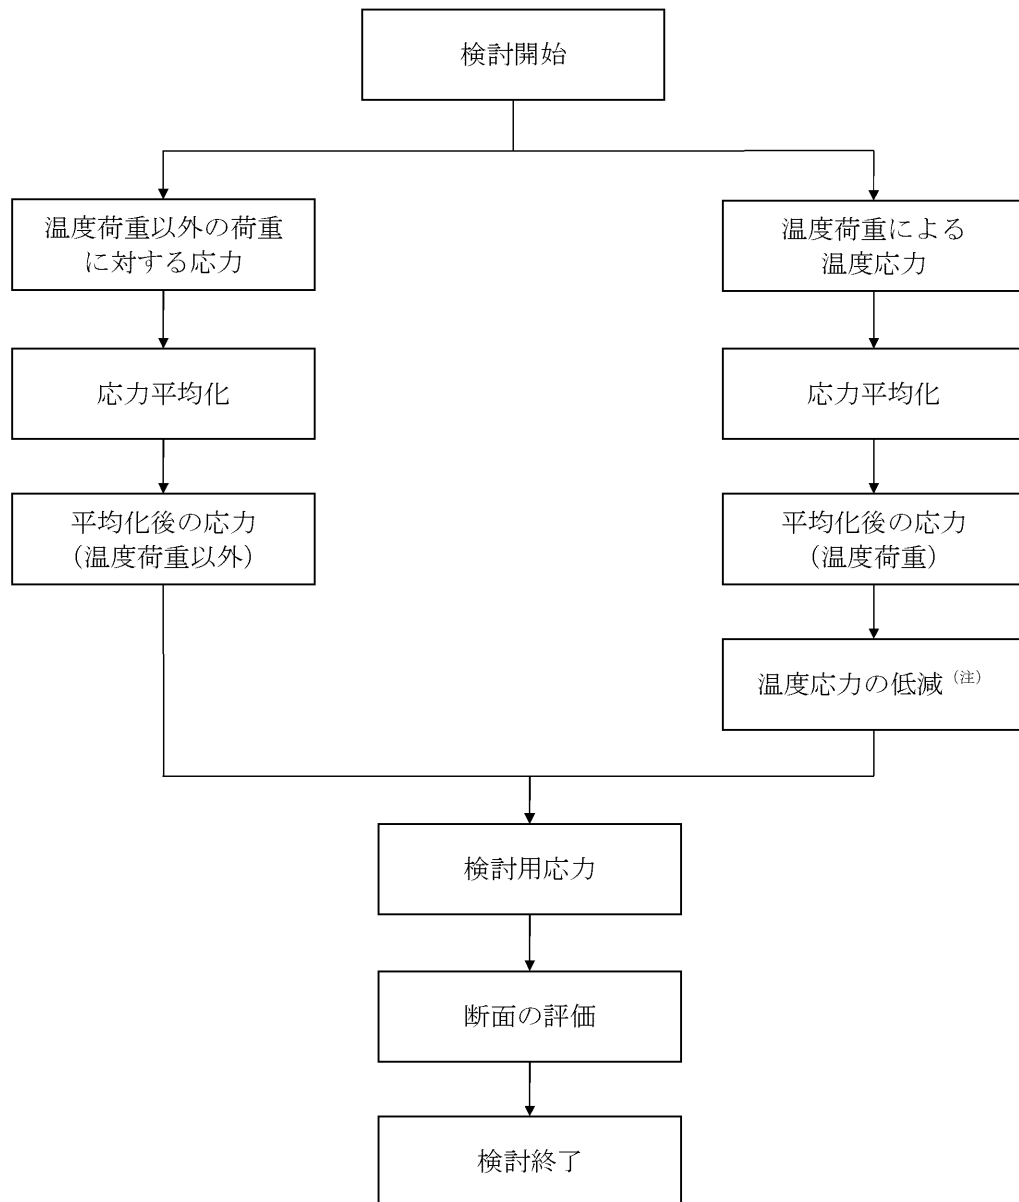 検討開始
温度荷重以外の荷重
に対する応力
温度荷重による
温度応力
応力平均化
応力平均化
平均化後の応力
（温度荷重以外）
平均化後の応力
（温度荷重）
温度応力の低減（注）
検討用応力
断面の評価
検討終了